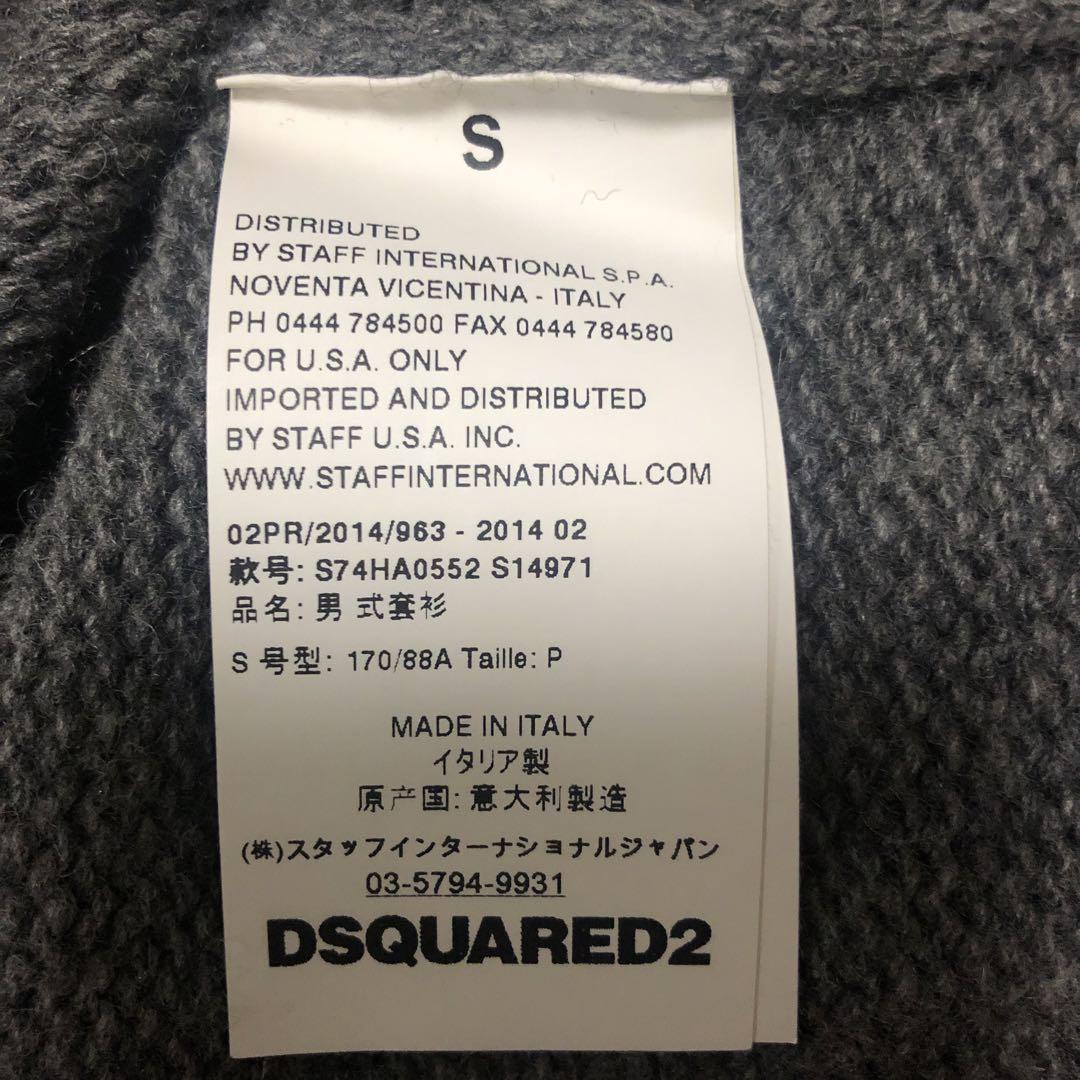 S
DISTRIBUTED
BY STAFF INTERNATIONAL S.P.A.
NOVENTA VICENTINA - ITALY
PH 0444 784500 FAX 0444 784580
FOR U.S.A. ONLY
IMPORTED AND DISTRIBUTED
BY STAFF U.S.A. INC.
WWW.STAFFINTERNATIONAL.COM
02PR/2014/963 - 2014 02
款号: S74HA0552 S14971
品名: 男 式套衫
S 号型: 170/88A Taille: P
MADE IN ITALY
イタリア製
原产国: 意大利製造
(株)スタッフインターナショナルジャパン
03-5794-9931
DSQUARED2